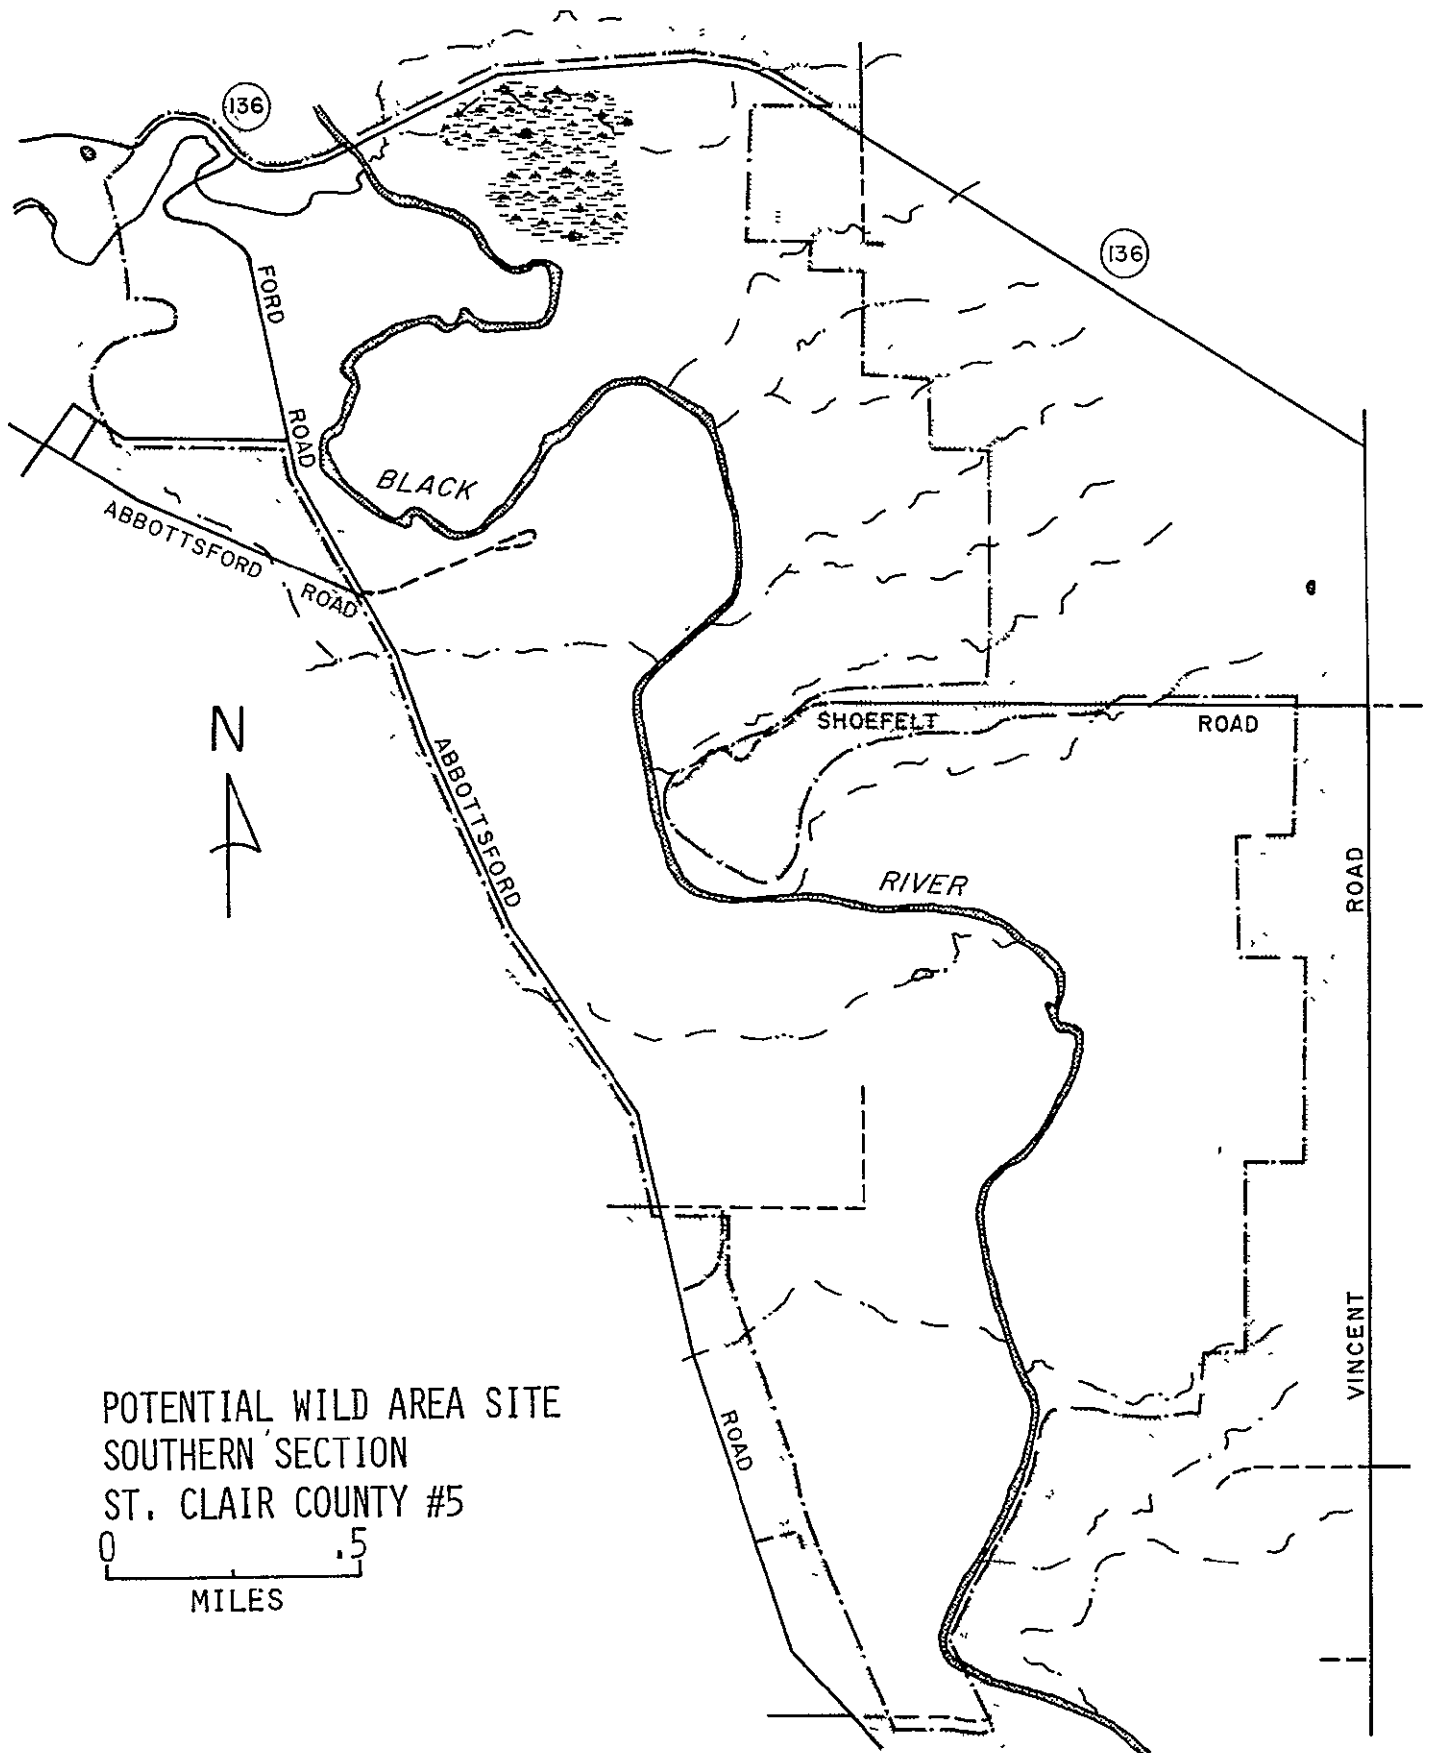 136
136
FORD
ROAD
BLACK
ABBOTTSFORD
ROAD
SHOEFELT
ROAD
N
ABBOTTSFORD
RIVER
ROAD
VINCENT
ROAD
POTENTIAL WILD AREA SITE
SOUTHERN SECTION
ST. CLAIR COUNTY #5
0 .5
MILES